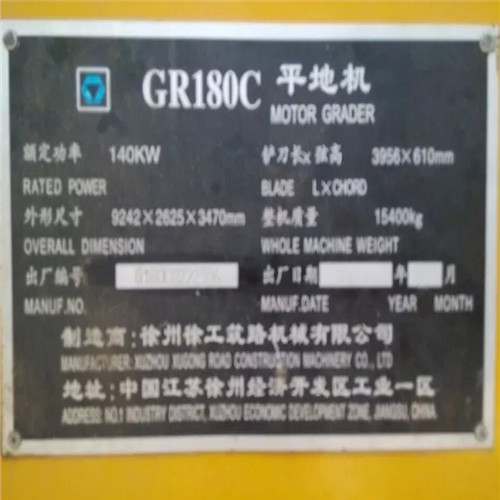 GR180C 平地机
MOTOR GRADER
额定功率 140KW 铲刀长×弦高 3956×610mm
RATED POWER BLADE L×CHORD
外形尺寸 9242×2625×3470mm 整机质量 15400kg
OVERALL DIMENSION WHOLE MACHINE WEIGHT
出厂编号 出厂日期 年 月
MANUF.NO. MANUF.DATE YEAR MONTH
制造商:徐州徐工筑路机械有限公司
MANUFACTURER: XUZHOU XUGONG ROAD CONSTRUCTION MACHINERY CO., LTD
地址:中国江苏徐州经济开发区工业一区
ADDRESS: NO.1 INDUSTRY DISTRICT, XUZHOU ECONOMIC DEVELOPMENT ZONE, JIANGSU, CHINA.